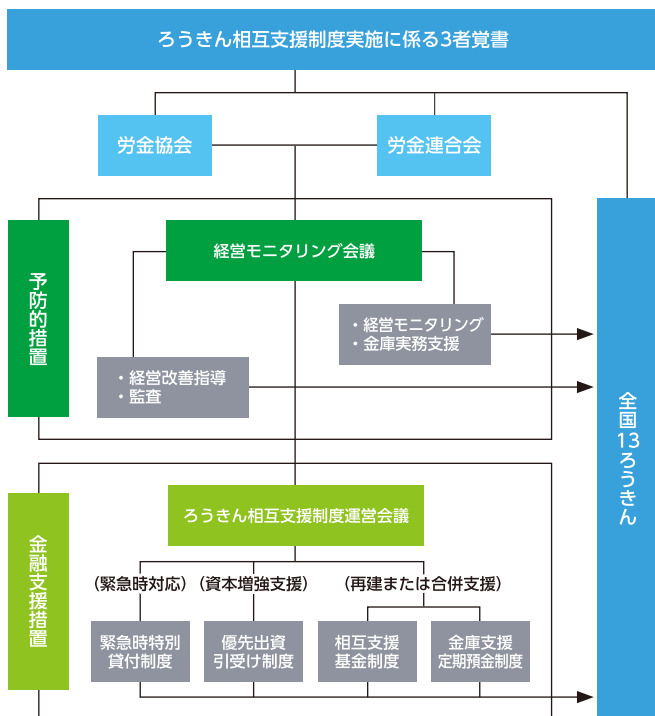 ろうきん相互支援制度実施に係る3者覚書
労金協会
労金連合会
予防的措置
経営モニタリング会議
・経営モニタリング
・金庫実務支援
・経営改善指導
・監査
全国13ろうきん
金融支援措置
ろうきん相互支援制度運営会議
（緊急時対応）
（資本増強支援）
（再建または合併支援）
緊急時特別
貸付制度
優先出資
引受け制度
相互支援
基金制度
金庫支援
定期預金制度